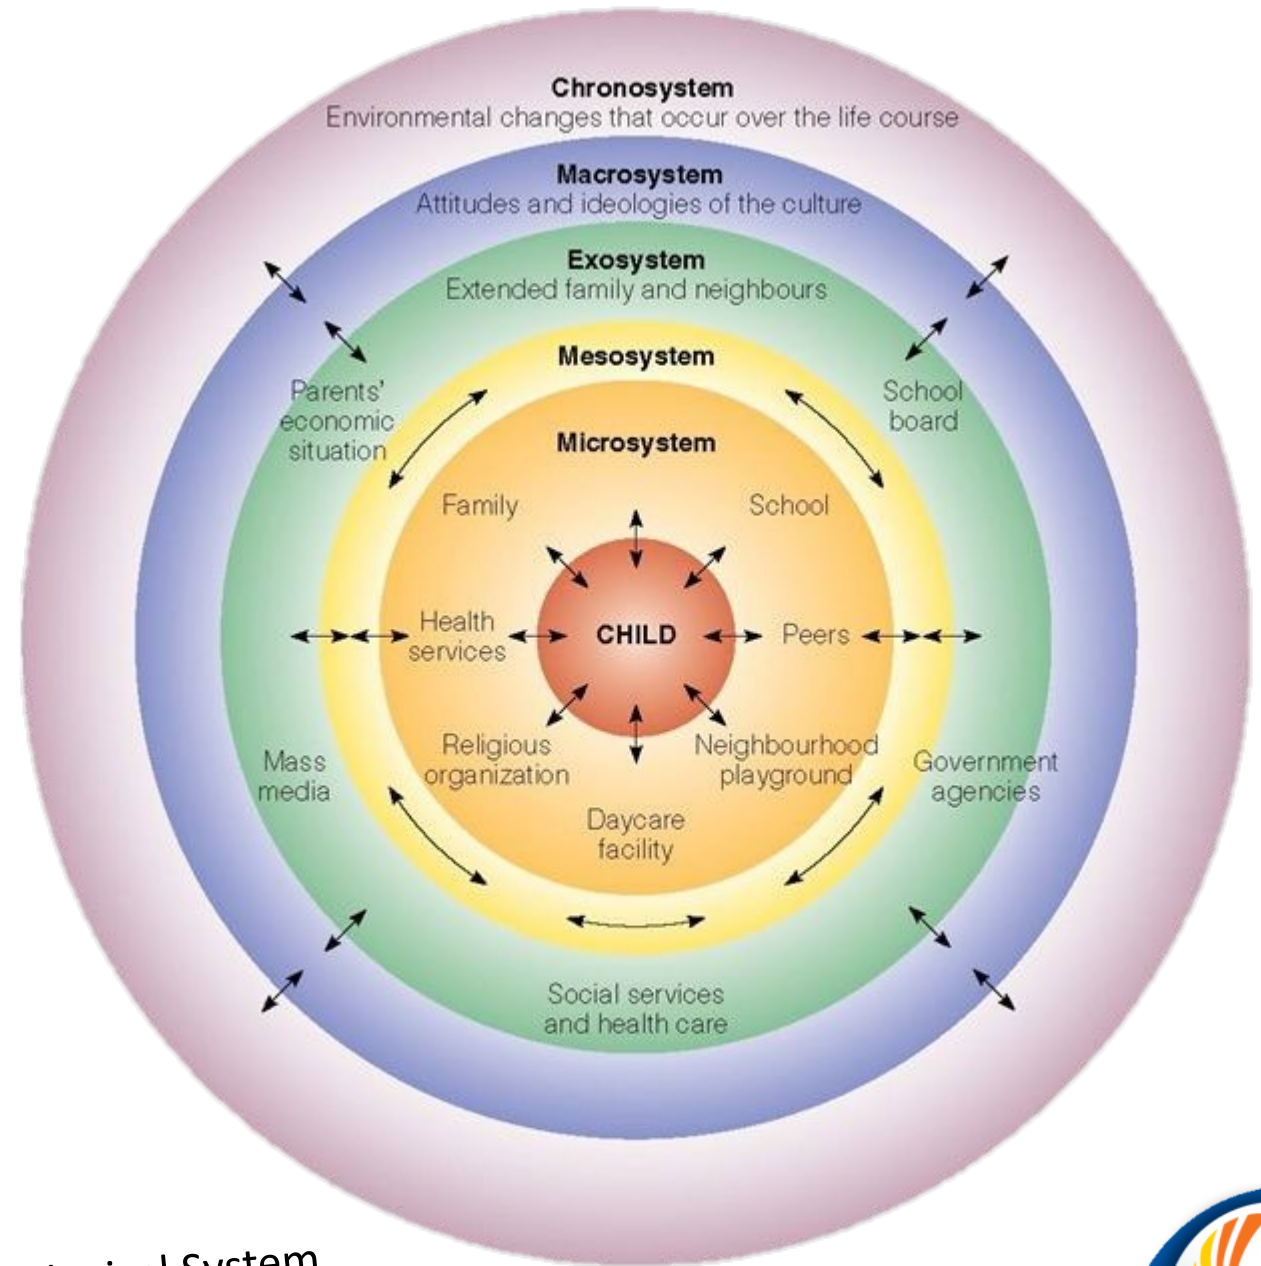 Chronosystem
Environmental changes that occur over the life course
Macrosystem
Attitudes and ideologies of the culture
Exosystem
Extended family and neighbours
Mesosystem
Parents'
economic
situation
School
board
Microsystem
Family
School
Health
services
CHILD
Peers
Religious
organization
Neighbourhood
playground
Mass
media
Government
agencies
Daycare
facility
Social services
and health care
System